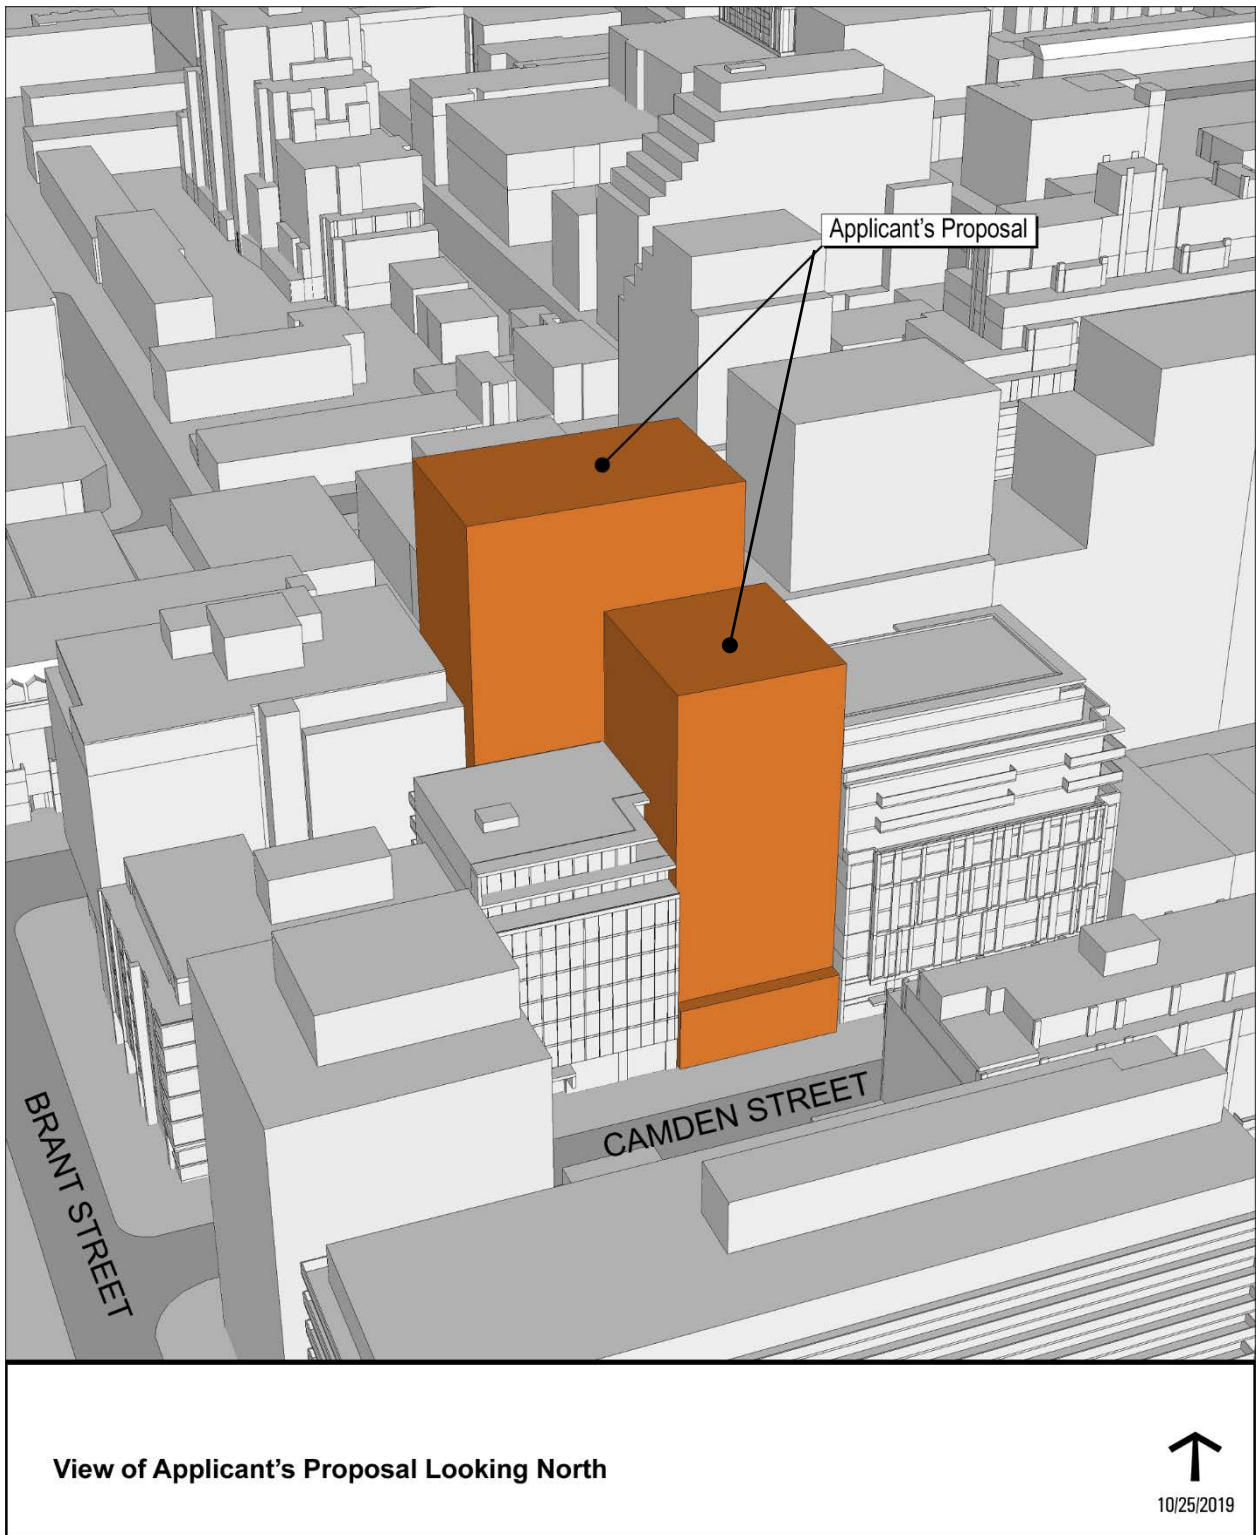 Applicant's Proposal
CAMDEN STREET
BRANT STREET
View of Applicant's Proposal Looking North
10/25/2019